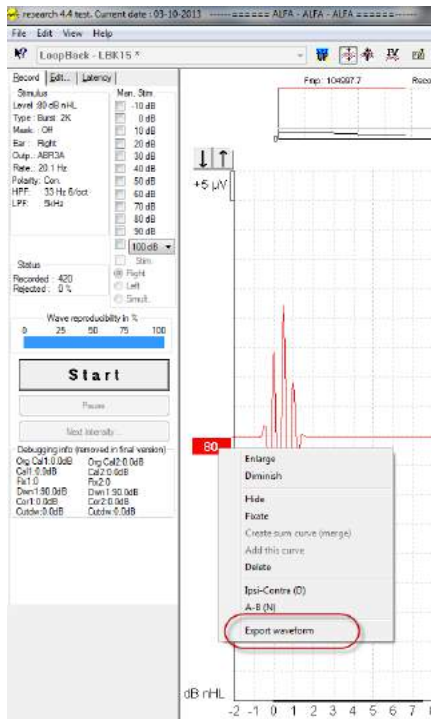 research 4.4 test. Current date : 03-10-2013 ------ ====== ALFA - ALFA - ALFA ======------
File Edit View Help
LoopBack - LBK15 *
Record Edit... Latency
Stimulus
Level :80 dB nHL
Type : Burst 2K
Mask. : Off
Ear : Right
Outp.: ABR3A
Rate.: 20.1 Hz
Polarity: Con.
HPF: 33 Hz 6/oct
LPF: 5kHz
Man. Stim.
-10 dB
0 dB
10 dB
20 dB
30 dB
40 dB
50 dB
60 dB
70 dB
80 dB
90 dB
100 dB
Stim.
Right
Left
Simult.
Status
Recorded : 420
Rejected : 0 %
Wave reproducibility in %
0 25 50 75 100
Start
Pause
Next Intensity
Debugging info (removed in final version)
Org Cal1:0.0dB Org Cal2:0.0dB
Cal1:0.0dB Cal2:0.0dB
Fix1:0 Fix2:0
Dwn1:90.0dB Dwn1:90.0dB
Cor1:0.0dB Cor2:0.0dB
Cutdw:0.0dB Cutdw:0.0dB
Fmp: 104997.7
0
+5 µV
80
Enlarge
Diminish
Hide
Fixate
Create sum curve (merge)
Add this curve
Delete
Ipsi-Contra (D)
A-B (N)
Export waveform
dB nHL
-2 -1 0 1 2 3 4 5 6 7